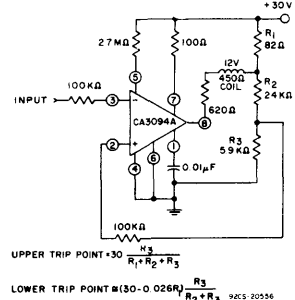 +30V
R1
82Ω
27MΩ
100Ω
12V
450Ω
COIL
R2
24KΩ
100KΩ
5
7
INPUT
3
−
CA3094A
8
620Ω
R3
5.9KΩ
2
+
1
6
4
0.01μF
100KΩ
UPPER TRIP POINT=30 R3 / R1+R2+R3
LOWER TRIP POINT≅(30-0.026R1) R3 / R2+R3
92CS-20536